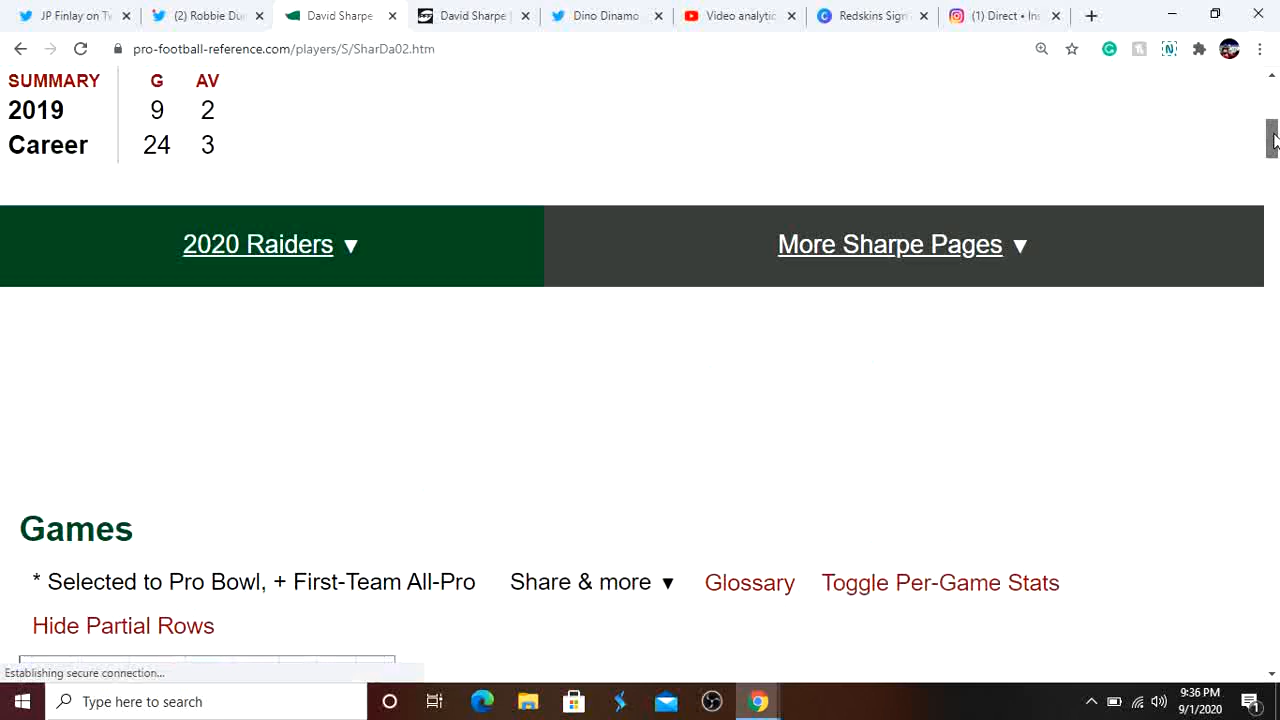 JP Finlay on Tw
(2) Robbie Dun
David Sharpe
David Sharpe |
Dino Dinamo
Video analytic
Redskins Sign
(1) Direct • Ins
pro-football-reference.com/players/S/SharDa02.htm
SUMMARY G AV
2019 9 2
Career 24 3
2020 Raiders ▼
More Sharpe Pages ▼
Games
* Selected to Pro Bowl, + First-Team All-Pro
Share & more ▼
Glossary
Toggle Per-Game Stats
Hide Partial Rows
Establishing secure connection...
Type here to search
9:36 PM
9/1/2020